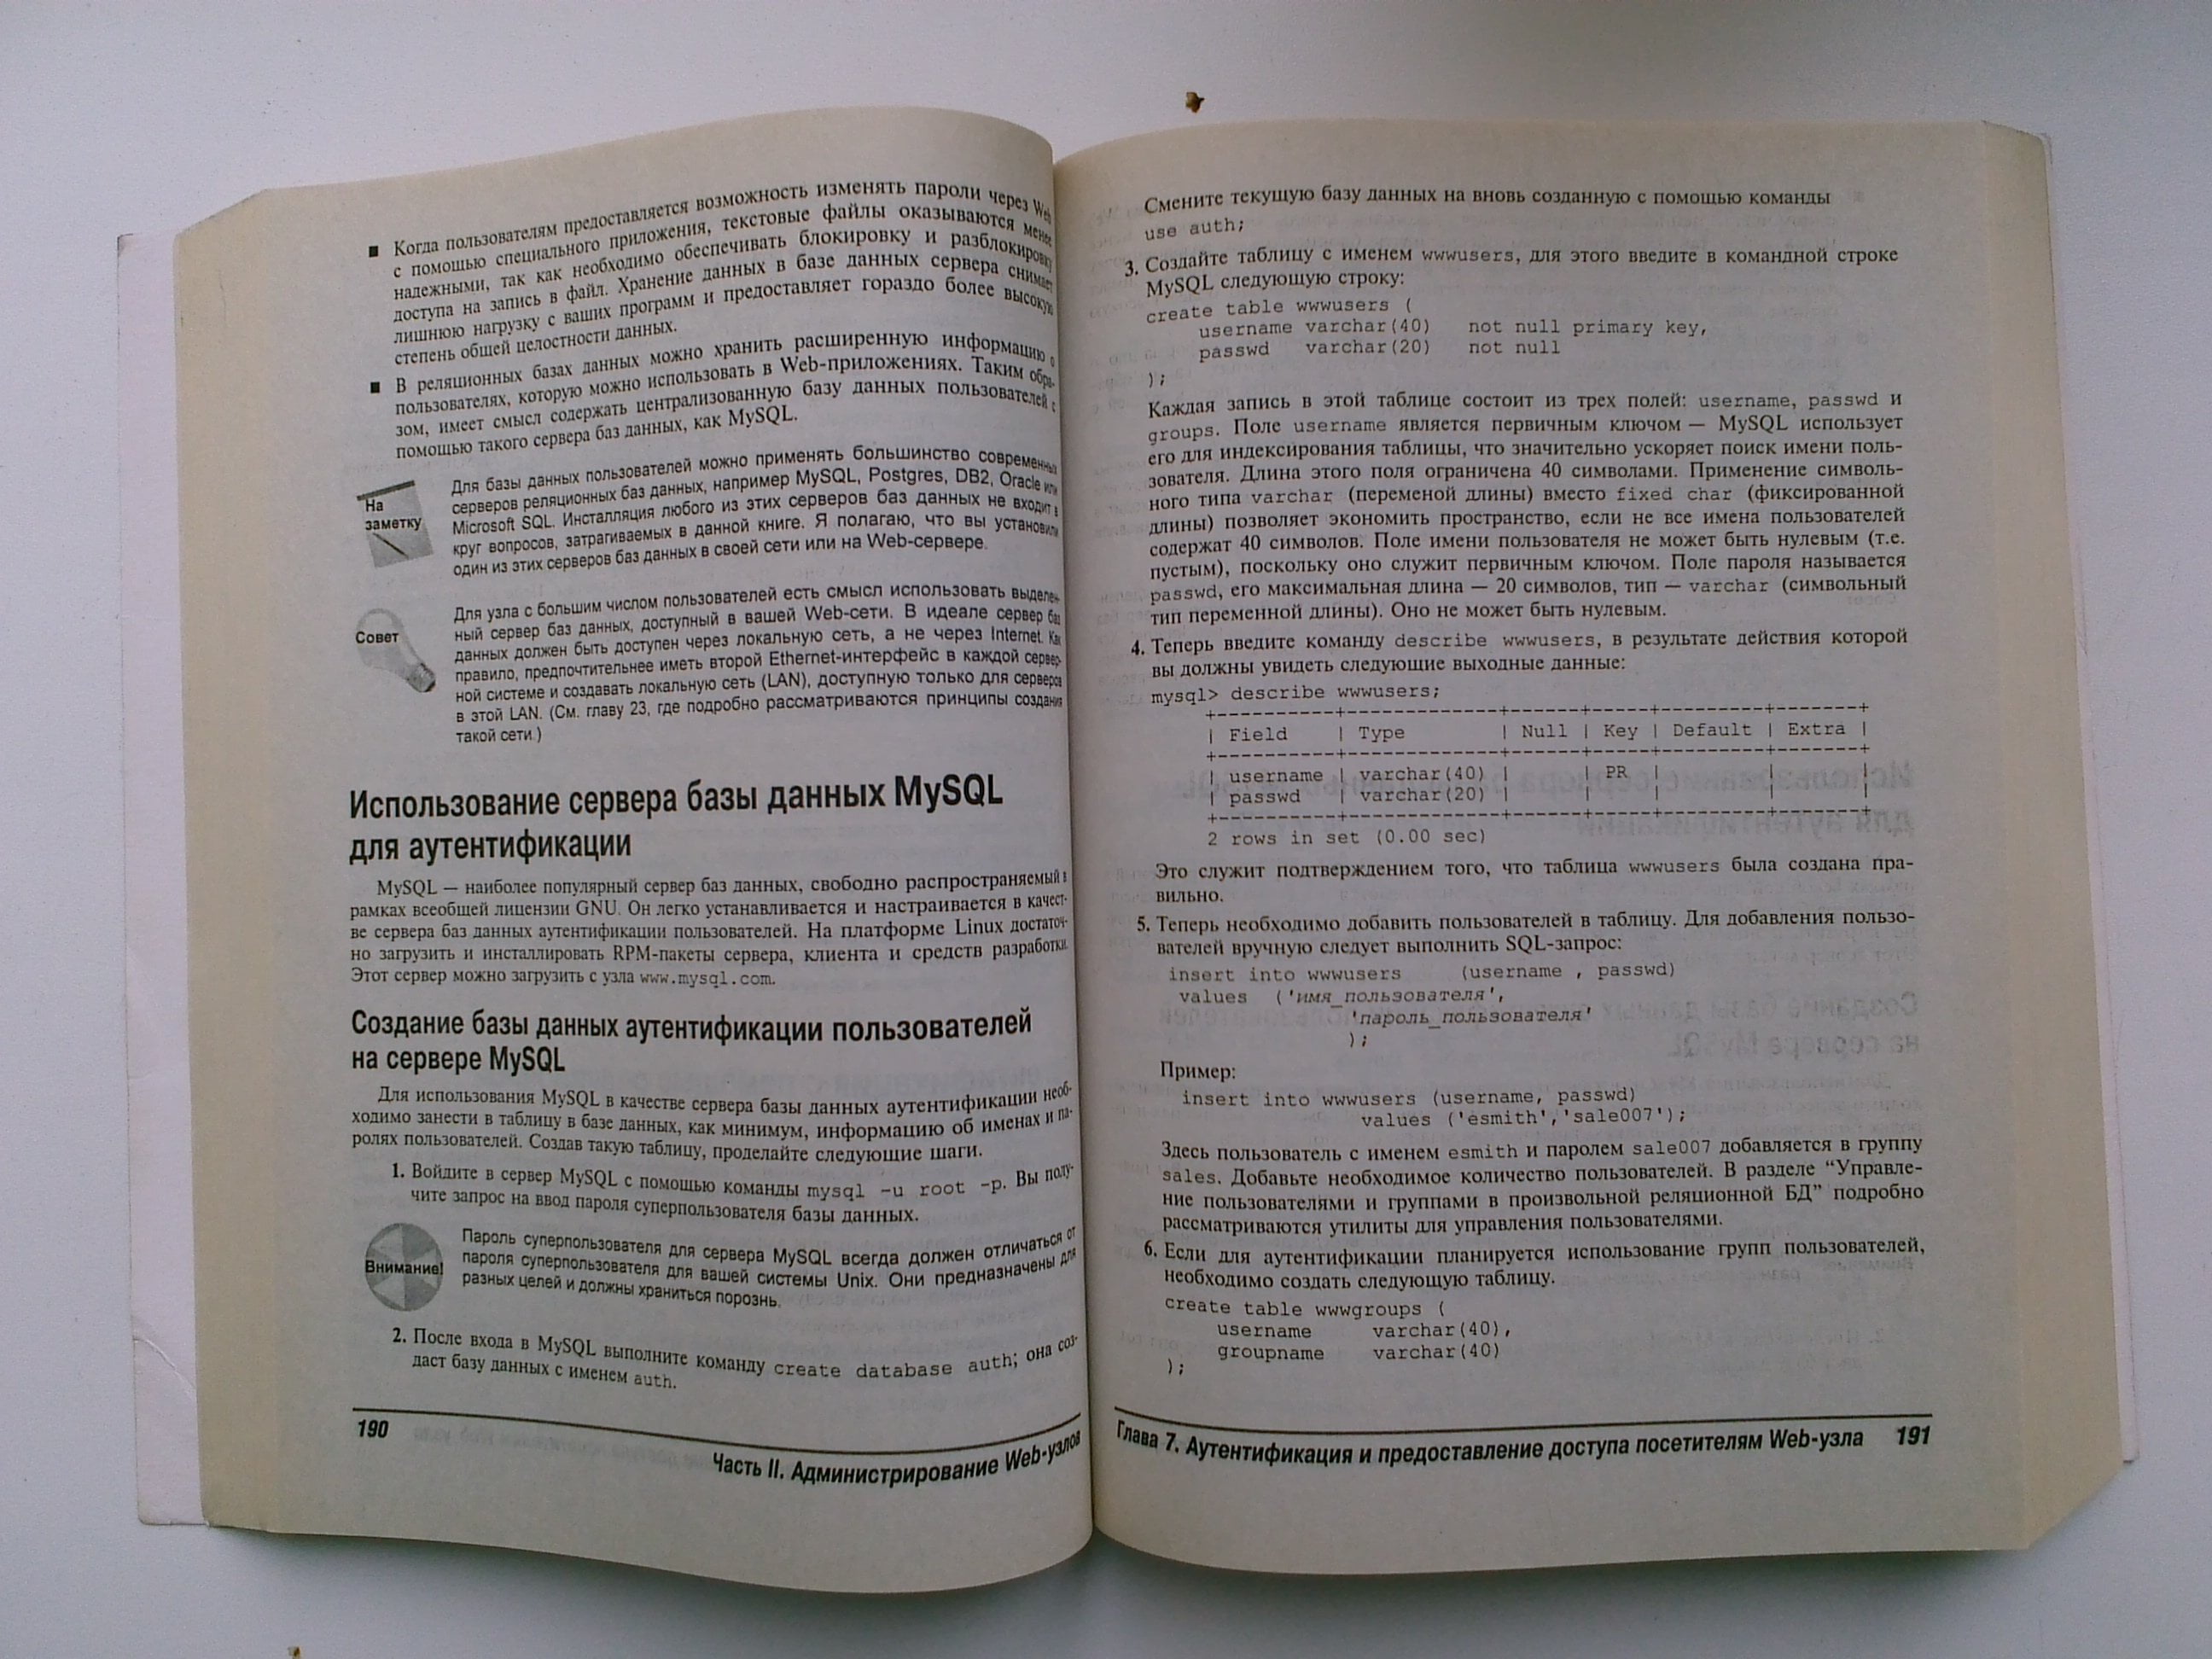 ■ Когда пользователям предоставляется возможность изменять пароли через Web
с помощью специального приложения, текстовые файлы оказываются менее
надежными, так как необходимо обеспечивать блокировку и разблокировку
доступа на запись в файл. Хранение данных в базе данных сервера снимает
лишнюю нагрузку с ваших программ и предоставляет гораздо более высокую
степень общей целостности данных.
■ В реляционных базах данных можно хранить расширенную информацию о
пользователях, которую можно использовать в Web-приложениях. Таким обра-
зом, имеет смысл содержать централизованную базу данных пользователей с
помощью такого сервера баз данных, как MySQL.
На
заметку
Для базы данных пользователей можно применять большинство современных
серверов реляционных баз данных, например MySQL, Postgres, DB2, Oracle или
Microsoft SQL. Инсталляция любого из этих серверов баз данных не входит в
круг вопросов, затрагиваемых в данной книге. Я полагаю, что вы установили
один из этих серверов баз данных в своей сети или на Web-сервере.
Совет
Для узла с большим числом пользователей есть смысл использовать выделен-
ный сервер баз данных, доступный в вашей Web-сети. В идеале сервер баз
данных должен быть доступен через локальную сеть, а не через Internet. Как
правило, предпочтительнее иметь второй Ethernet-интерфейс в каждой сервер-
ной системе и создавать локальную сеть (LAN), доступную только для серверов
в этой LAN. (См. главу 23, где подробно рассматриваются принципы создания
такой сети.)
Использование сервера базы данных MySQL
для аутентификации
MySQL — наиболее популярный сервер баз данных, свободно распространяемый в
рамках всеобщей лицензии GNU. Он легко устанавливается и настраивается в качест-
ве сервера баз данных аутентификации пользователей. На платформе Linux достаточ-
но загрузить и инсталлировать RPM-пакеты сервера, клиента и средств разработки.
Этот сервер можно загрузить с узла www.mysql.com.
Создание базы данных аутентификации пользователей
на сервере MySQL
Для использования MySQL в качестве сервера базы данных аутентификации необ-
ходимо занести в таблицу в базе данных, как минимум, информацию об именах и па-
ролях пользователей. Создав такую таблицу, проделайте следующие шаги.
1. Войдите в сервер MySQL с помощью команды mysql -u root -p. Вы полу-
чите запрос на ввод пароля суперпользователя базы данных.
Внимание!
Пароль суперпользователя для сервера MySQL всегда должен отличаться от
пароля суперпользователя для вашей системы Unix. Они предназначены для
разных целей и должны храниться порознь.
2. После входа в MySQL выполните команду create database auth; она соз-
даст базу данных с именем auth.
190
Часть II. Администрирование Web-узлов
Смените текущую базу данных на вновь созданную с помощью команды
use auth;
3. Создайте таблицу с именем wwwusers, для этого введите в командной строке
MySQL следующую строку:
create table wwwusers (
username varchar(40) not null primary key,
passwd varchar(20) not null
);
Каждая запись в этой таблице состоит из трех полей: username, passwd и
groups. Поле username является первичным ключом — MySQL использует
его для индексирования таблицы, что значительно ускоряет поиск имени поль-
зователя. Длина этого поля ограничена 40 символами. Применение символь-
ного типа varchar (переменой длины) вместо fixed char (фиксированной
длины) позволяет экономить пространство, если не все имена пользователей
содержат 40 символов. Поле имени пользователя не может быть нулевым (т.е.
пустым), поскольку оно служит первичным ключом. Поле пароля называется
passwd, его максимальная длина — 20 символов, тип — varchar (символьный
тип переменной длины). Оно не может быть нулевым.
4. Теперь введите команду describe wwwusers, в результате действия которой
вы должны увидеть следующие выходные данные:
mysql> describe wwwusers;
+----------+-------------+------+-----+---------+-------+
| Field | Type | Null | Key | Default | Extra |
+----------+-------------+------+-----+---------+-------+
| username | varchar(40) | | PR | | |
| passwd | varchar(20) | | | | |
+----------+-------------+------+-----+---------+-------+
2 rows in set (0.00 sec)
Это служит подтверждением того, что таблица wwwusers была создана пра-
вильно.
5. Теперь необходимо добавить пользователей в таблицу. Для добавления пользо-
вателей вручную следует выполнить SQL-запрос:
insert into wwwusers (username , passwd)
values ('имя_пользователя',
'пароль_пользователя'
);
Пример:
insert into wwwusers (username, passwd)
values ('esmith','sale007');
Здесь пользователь с именем esmith и паролем sale007 добавляется в группу
sales. Добавьте необходимое количество пользователей. В разделе “Управле-
ние пользователями и группами в произвольной реляционной БД” подробно
рассматриваются утилиты для управления пользователями.
6. Если для аутентификации планируется использование групп пользователей,
необходимо создать следующую таблицу.
create table wwwgroups (
username varchar(40),
groupname varchar(40)
);
Глава 7. Аутентификация и предоставление доступа посетителям Web-узла 191